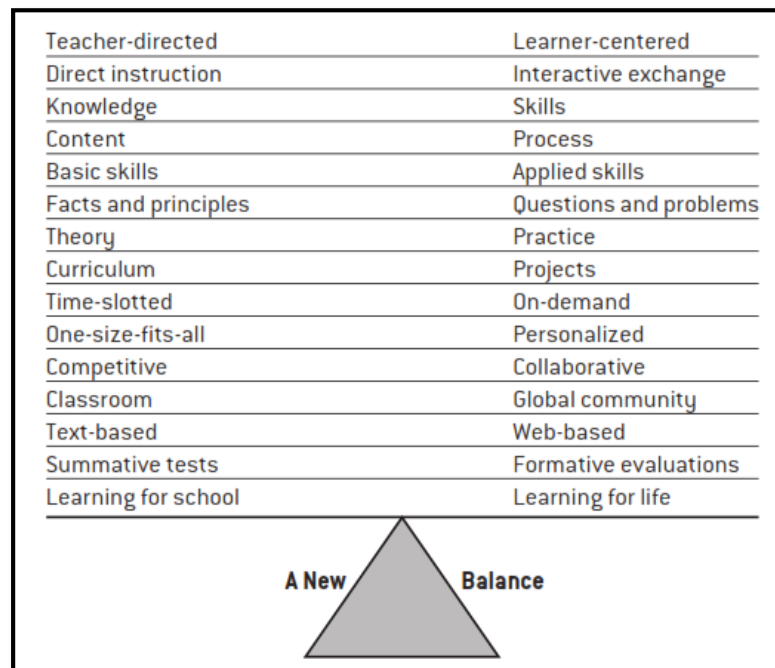 Teacher-directed Learner-centered
Direct instruction Interactive exchange
Knowledge Skills
Content Process
Basic skills Applied skills
Facts and principles Questions and problems
Theory Practice
Curriculum Projects
Time-slotted On-demand
One-size-fits-all Personalized
Competitive Collaborative
Classroom Global community
Text-based Web-based
Summative tests Formative evaluations
Learning for school Learning for life
A New Balance